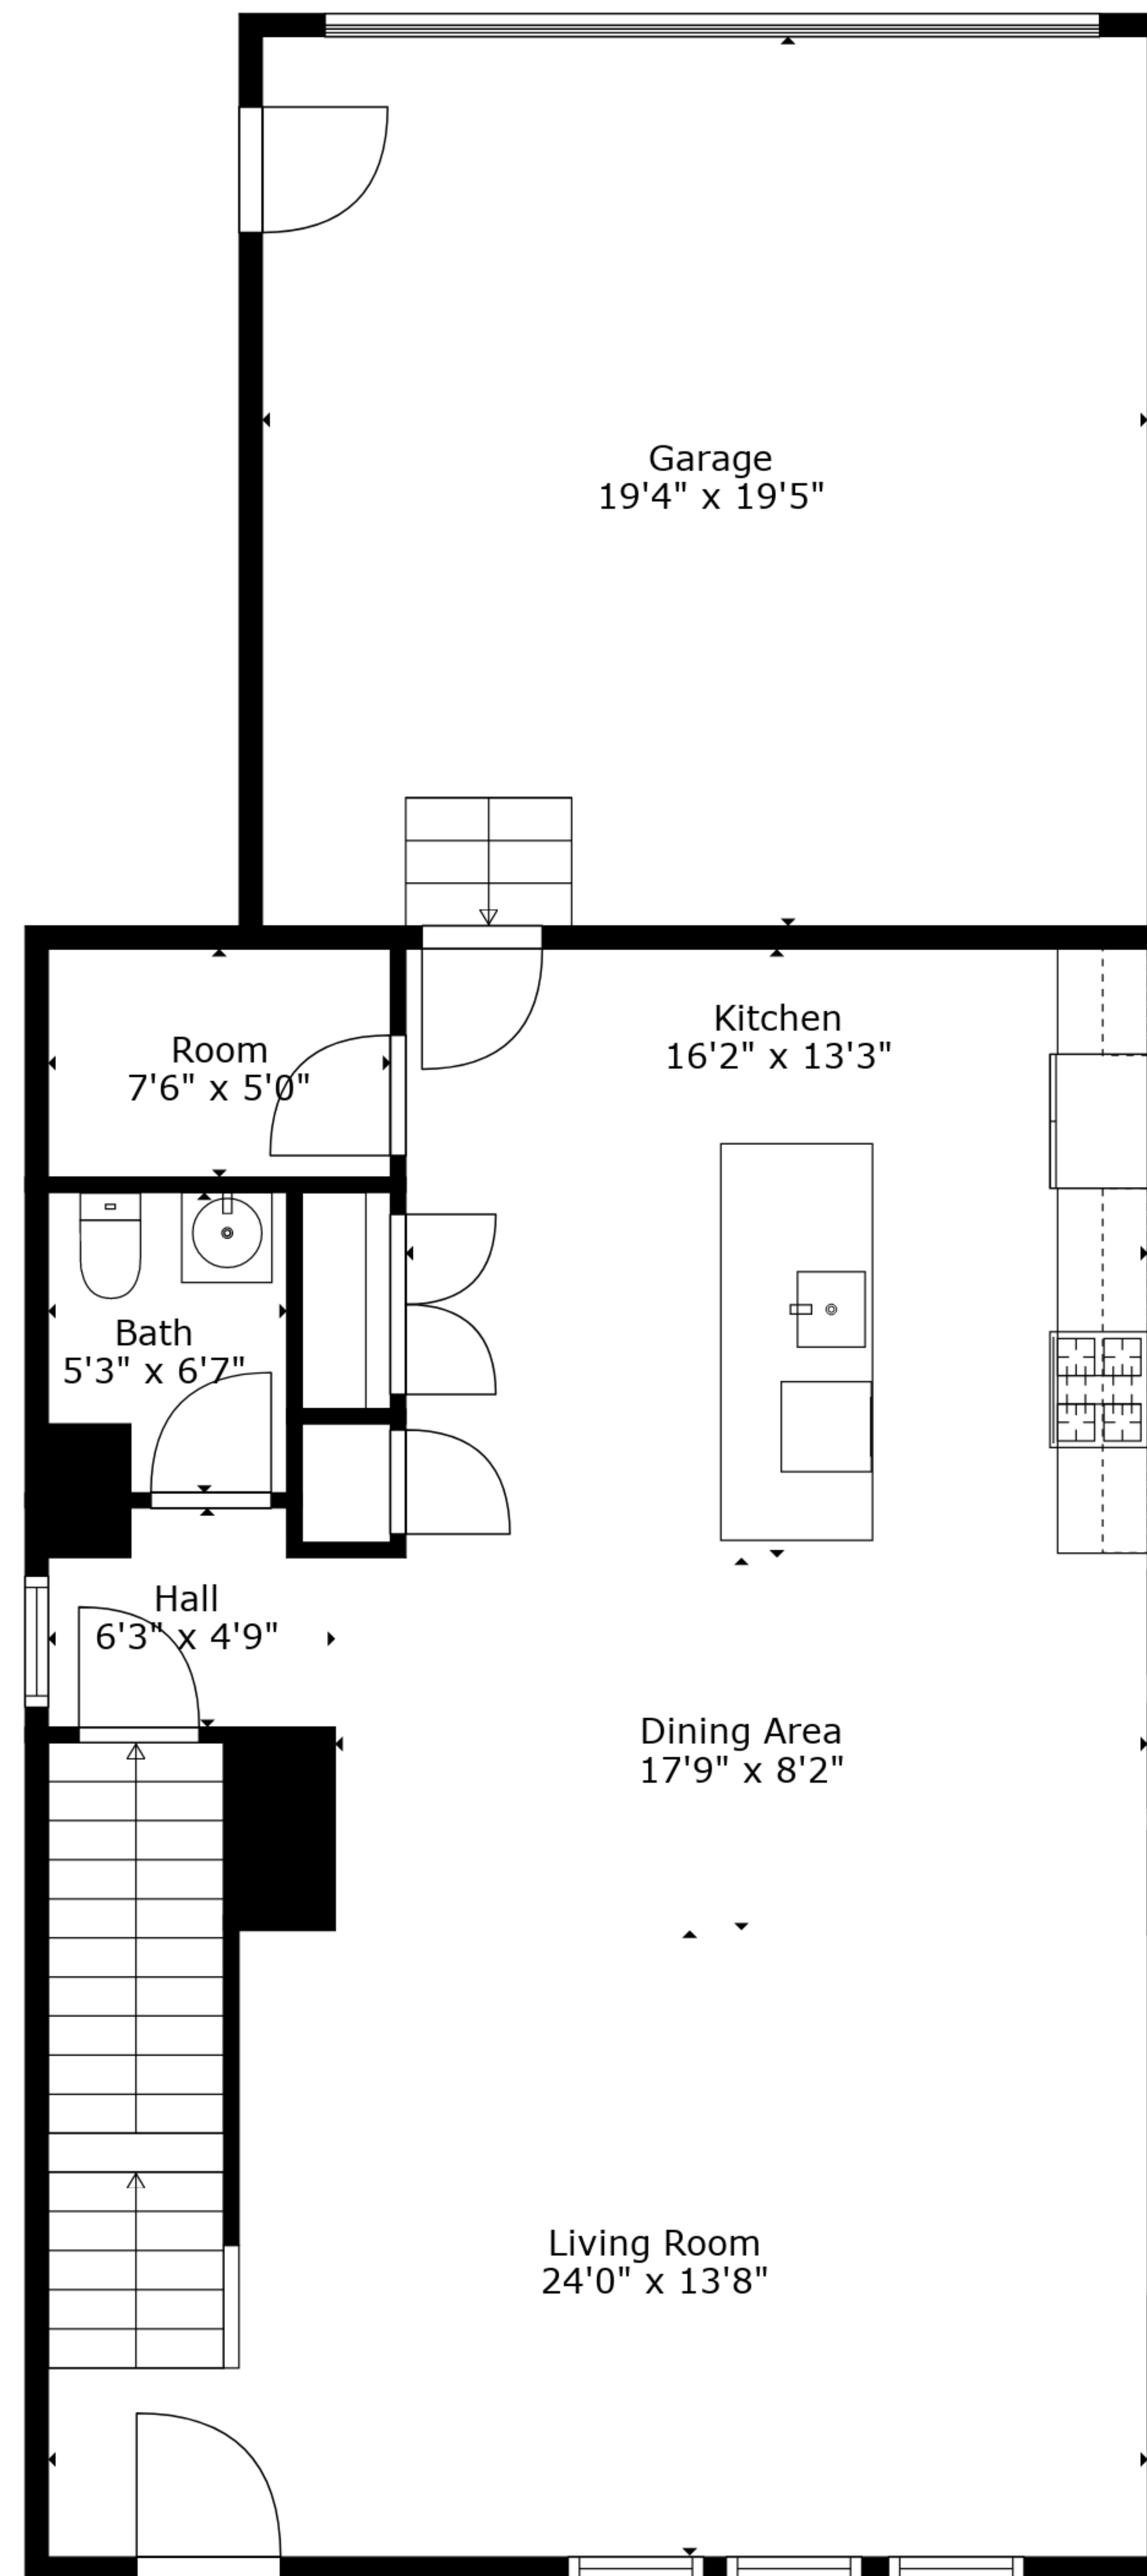 Garage
19'4" x 19'5"
Kitchen
16'2" x 13'3"
Room
7'6" x 5'0"
Bath
5'3" x 6'7"
Hall
6'3" x 4'9"
Dining Area
17'9" x 8'2"
Living Room
24'0" x 13'8"